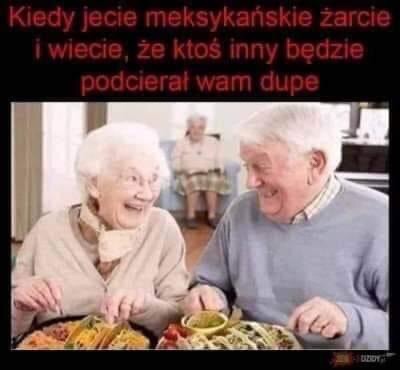 Kiedy jecie meksykańskie żarcie
i wiecie, że ktoś inny będzie
podcierał wam dupe